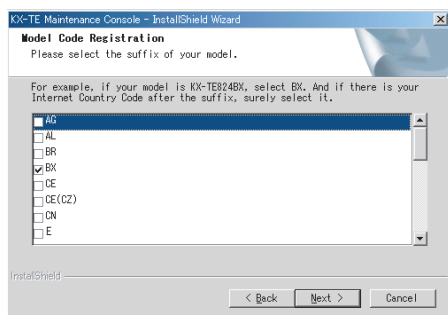 KX-TE Maintenance Console - InstallShield Wizard
Model Code Registration
Please select the suffix of your model.
For example, if your model is KX-TE824BX, select BX. And if there is your
Internet Country Code after the suffix, surely select it.
AG
AL
BR
BX
CE
CE(CZ)
CN
E
InstallShield
< Back
Next >
Cancel